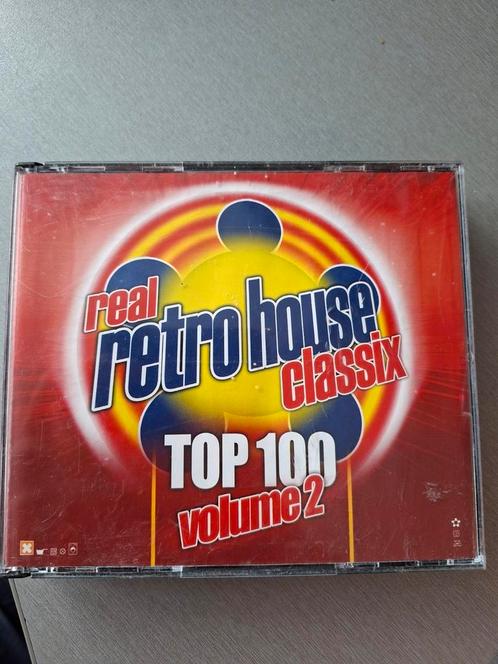 real
retro house
classix
TOP 100
volume 2